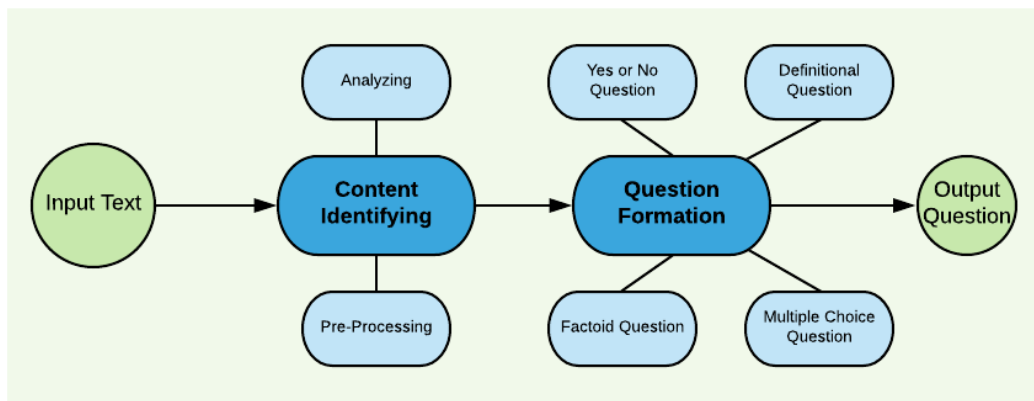 Analyzing
Yes or No
Question
Definitional
Question
Input Text
Content
Identifying
Question
Formation
Output
Question
Pre-Processing
Factoid Question
Multiple Choice
Question